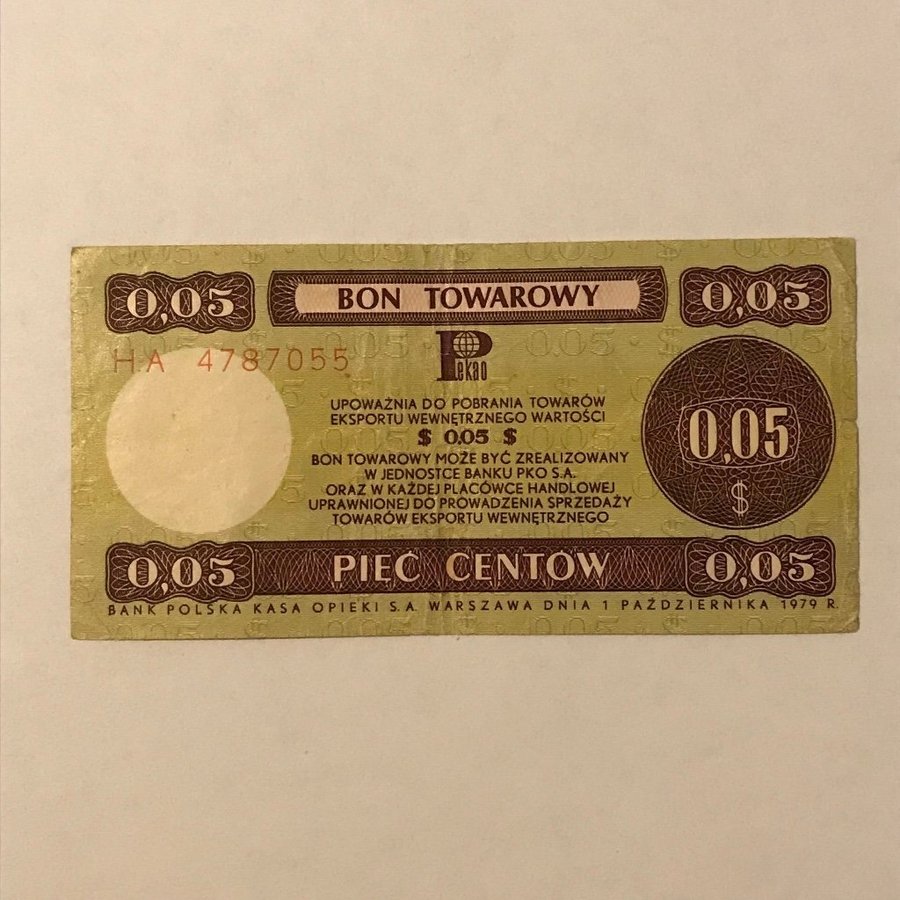 0,05 BON TOWAROWY 0,05
HA 4787055
Pekao
UPOWAŻNIA DO POBRANIA TOWARÓW
EKSPORTU WEWNĘTRZNEGO WARTOŚCI
$ 0,05 $
BON TOWAROWY MOŻE BYĆ ZREALIZOWANY
W JEDNOSTCE BANKU PKO S.A.
ORAZ W KAŻDEJ PLACÓWCE HANDLOWEJ
UPRAWNIONEJ DO PROWADZENIA SPRZEDAŻY
TOWARÓW EKSPORTU WEWNĘTRZNEGO
0,05
$
0,05 PIĘĆ CENTÓW 0,05
BANK POLSKA KASA OPIEKI S.A. WARSZAWA DNIA 1 PAŹDZIERNIKA 1979 R.